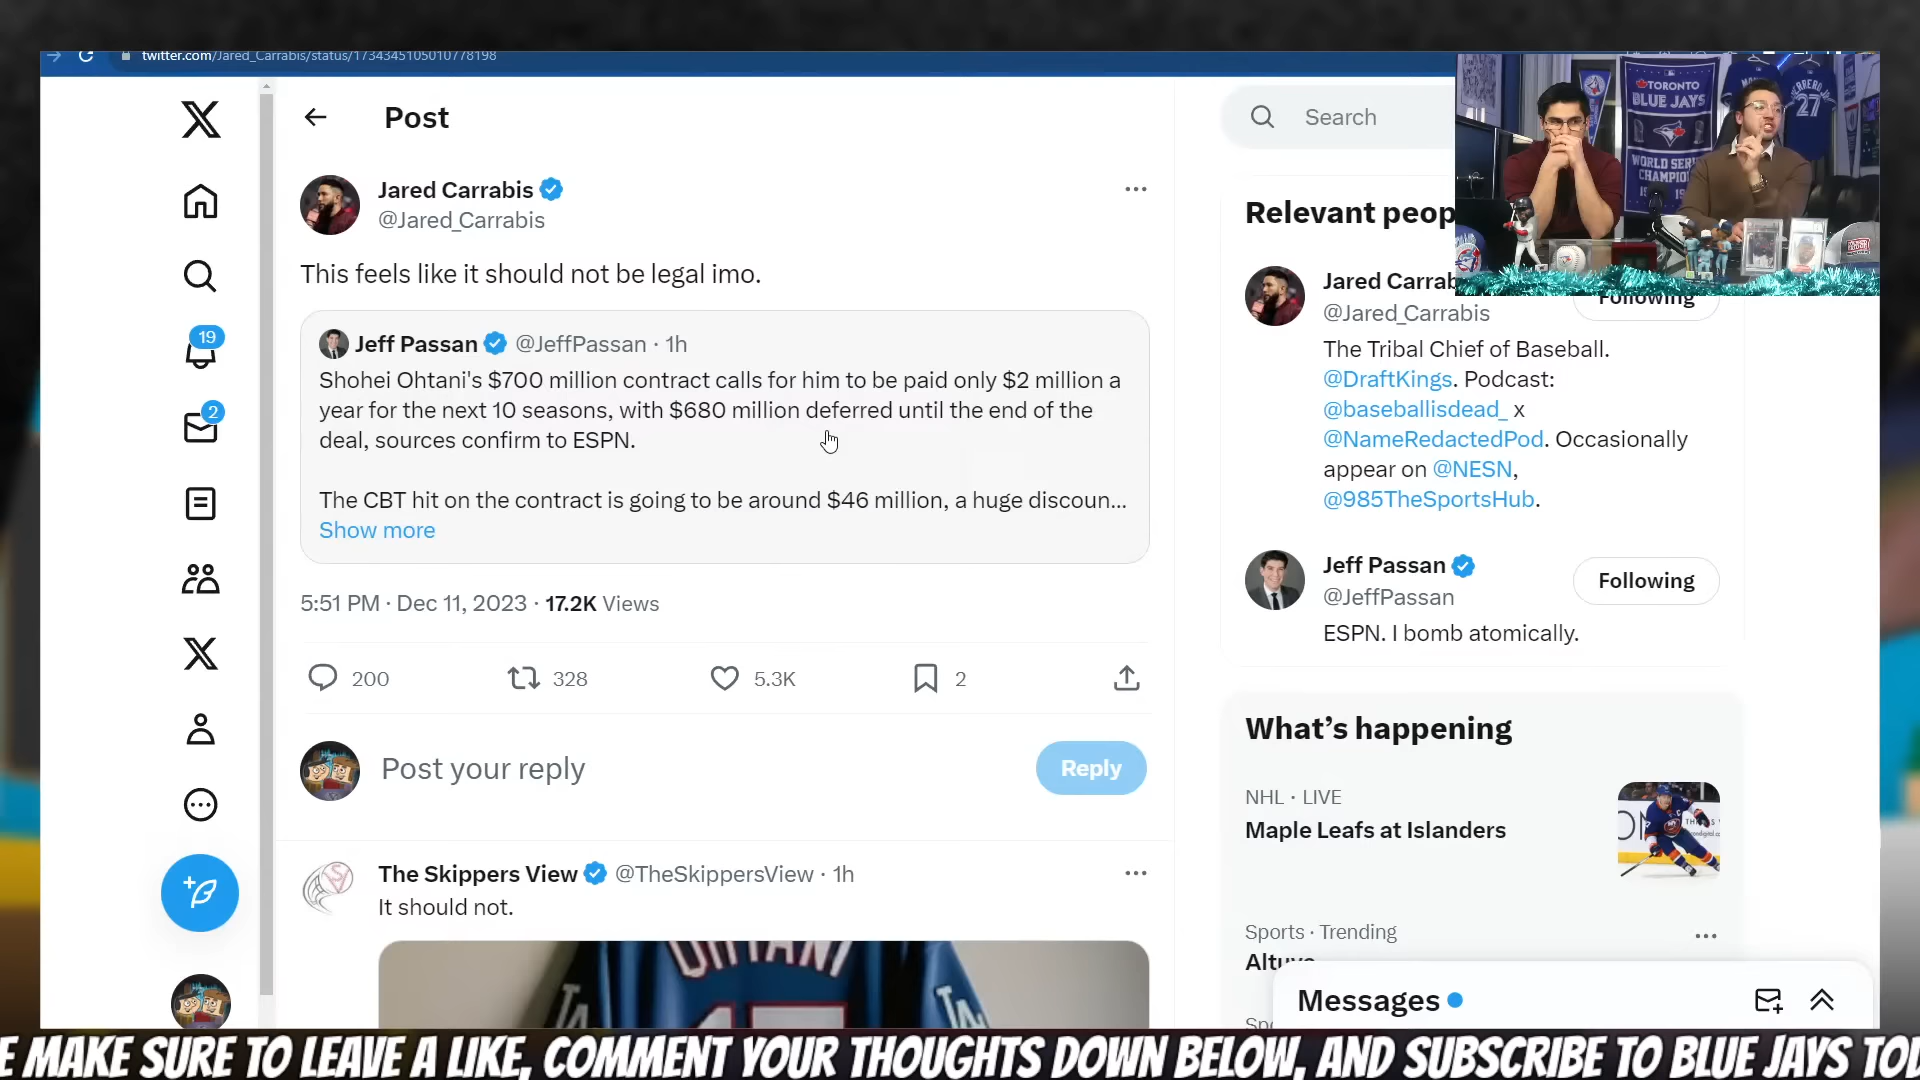 twitter.com/Jared_Carrabis/status/1734345105010778198
Post
Search
19
2
Jared Carrabis
@Jared_Carrabis
This feels like it should not be legal imo.
Jeff Passan @JeffPassan · 1h
Shohei Ohtani's $700 million contract calls for him to be paid only $2 million a
year for the next 10 seasons, with $680 million deferred until the end of the
deal, sources confirm to ESPN.
The CBT hit on the contract is going to be around $46 million, a huge discoun...
Show more
5:51 PM · Dec 11, 2023 · 17.2K Views
200 328 5.3K 2
Post your reply
Reply
The Skippers View @TheSkippersView · 1h
It should not.
OHTANI
LA
Relevant peop
Jared Carrab
Following
@Jared_Carrabis
The Tribal Chief of Baseball.
@DraftKings. Podcast:
@baseballisdead_ x
@NameRedactedPod. Occasionally
appear on @NESN,
@985TheSportsHub.
Jeff Passan
Following
@JeffPassan
ESPN. I bomb atomically.
What's happening
NHL · LIVE
Maple Leafs at Islanders
Sports · Trending
Altuve
Messages
TORONTO
BLUE JAYS
WORLD SERI
CHAMPIO
27
E MAKE SURE TO LEAVE A LIKE, COMMENT YOUR THOUGHTS DOWN BELOW, AND SUBSCRIBE TO BLUE JAYS TOD